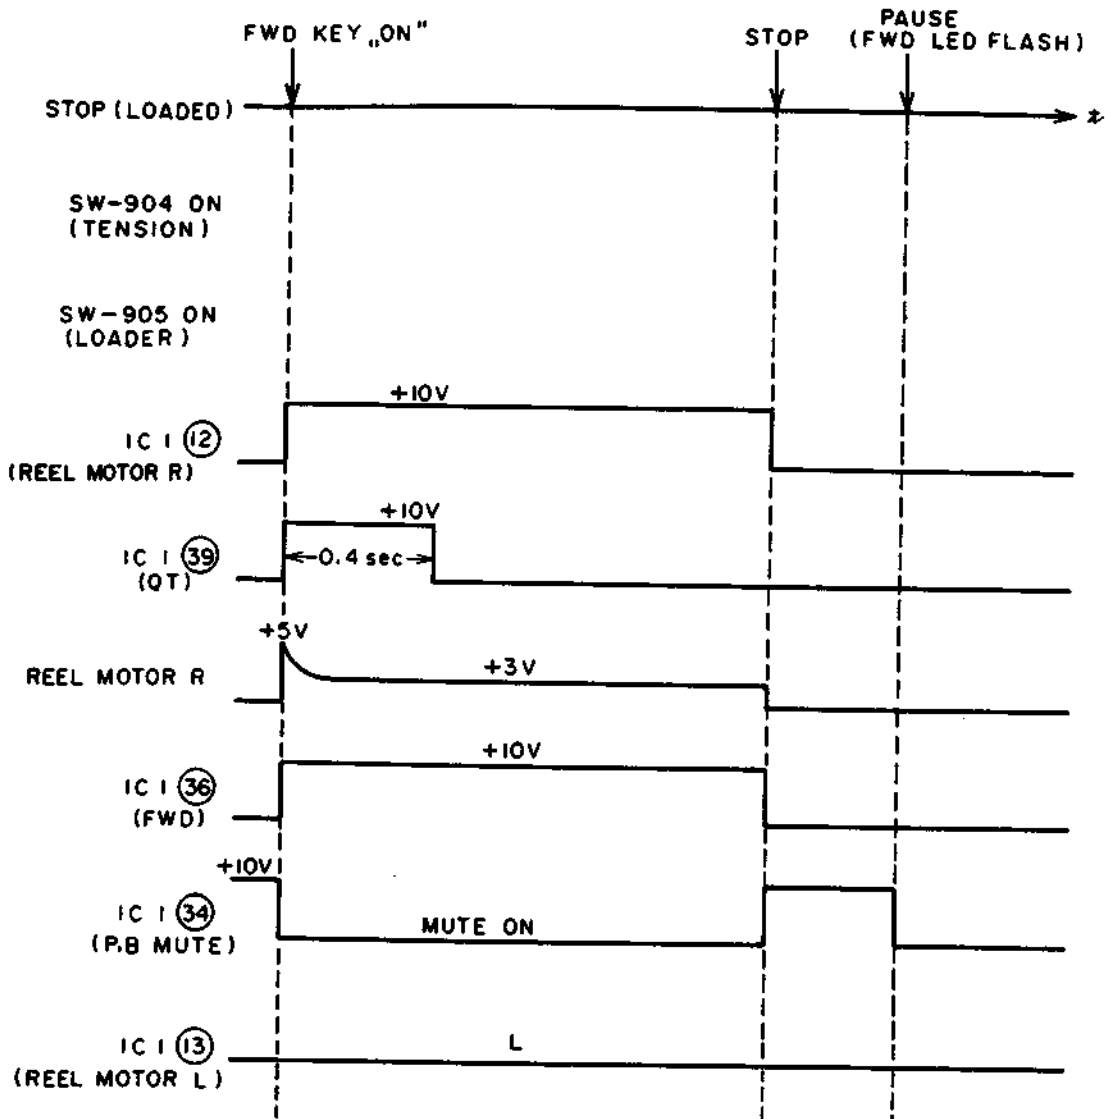 FWD KEY „ON"
STOP
PAUSE
(FWD LED FLASH)
STOP (LOADED)
t
SW-904 ON
(TENSION)
SW-905 ON
(LOADER)
+10V
IC 1 12
(REEL MOTOR R)
+10V
IC 1 39
(QT)
0.4 sec
+5V
REEL MOTOR R
+3V
+10V
IC 1 36
(FWD)
+10V
IC 1 34
(P.B MUTE)
MUTE ON
IC 1 13
(REEL MOTOR L)
L